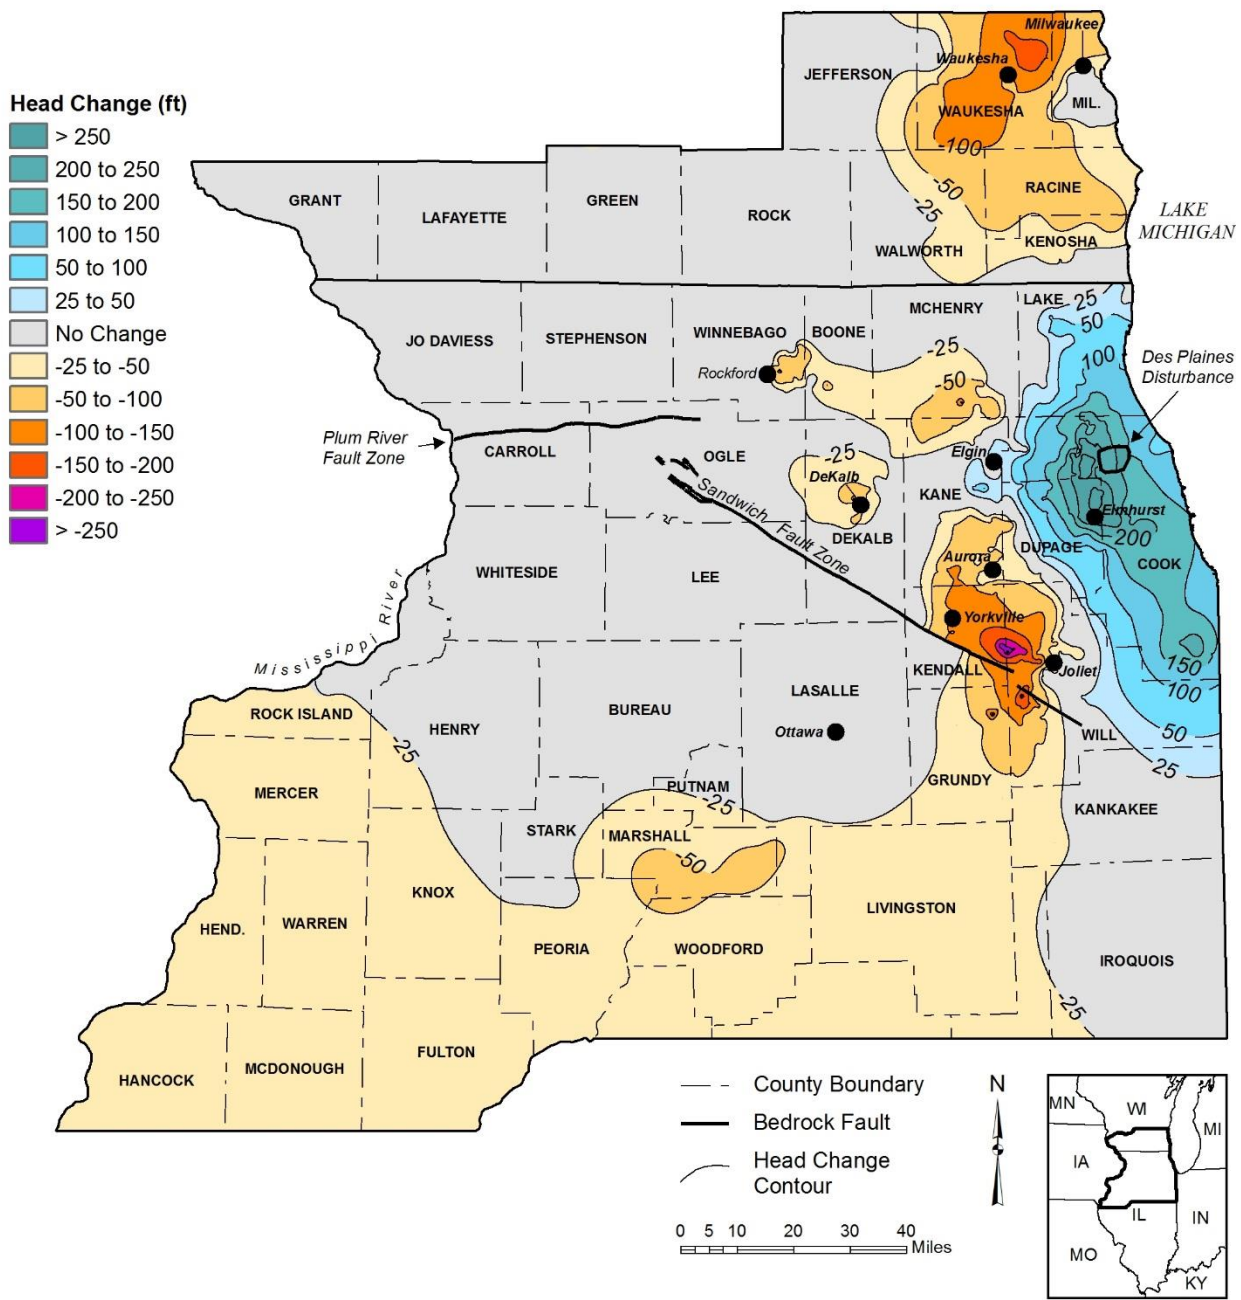 Head Change (ft)
> 250
200 to 250
150 to 200
100 to 150
50 to 100
25 to 50
No Change
-25 to -50
-50 to -100
-100 to -150
-150 to -200
-200 to -250
> -250
Milwaukee
Waukesha
JEFFERSON
MIL.
WAUKESHA
-100
-50
-25
RACINE
GRANT
LAFAYETTE
GREEN
ROCK
WALWORTH
KENOSHA
LAKE
MICHIGAN
JO DAVIESS
STEPHENSON
WINNEBAGO
BOONE
MCHENRY
LAKE
25
50
100
-25
-50
Rockford
Des Plaines
Disturbance
Plum River
Fault Zone
CARROLL
OGLE
-25
DeKalb
Elgin
KANE
Elmhurst
200
Sandwich Fault Zone
DEKALB
DUPAGE
COOK
Aurora
WHITESIDE
LEE
Yorkville
Mississippi River
KENDALL
Joliet
150
100
50
25
LASALLE
ROCK ISLAND
HENRY
BUREAU
Ottawa
WILL
-25
GRUNDY
MERCER
PUTNAM
-25
KANKAKEE
STARK
MARSHALL
-50
KNOX
LIVINGSTON
HEND.
WARREN
PEORIA
WOODFORD
IROQUOIS
-25
FULTON
MCDONOUGH
HANCOCK
County Boundary
Bedrock Fault
Head Change
Contour
N
0 5 10 20 30 40
Miles
MN
WI
MI
IA
IL
IN
MO
KY